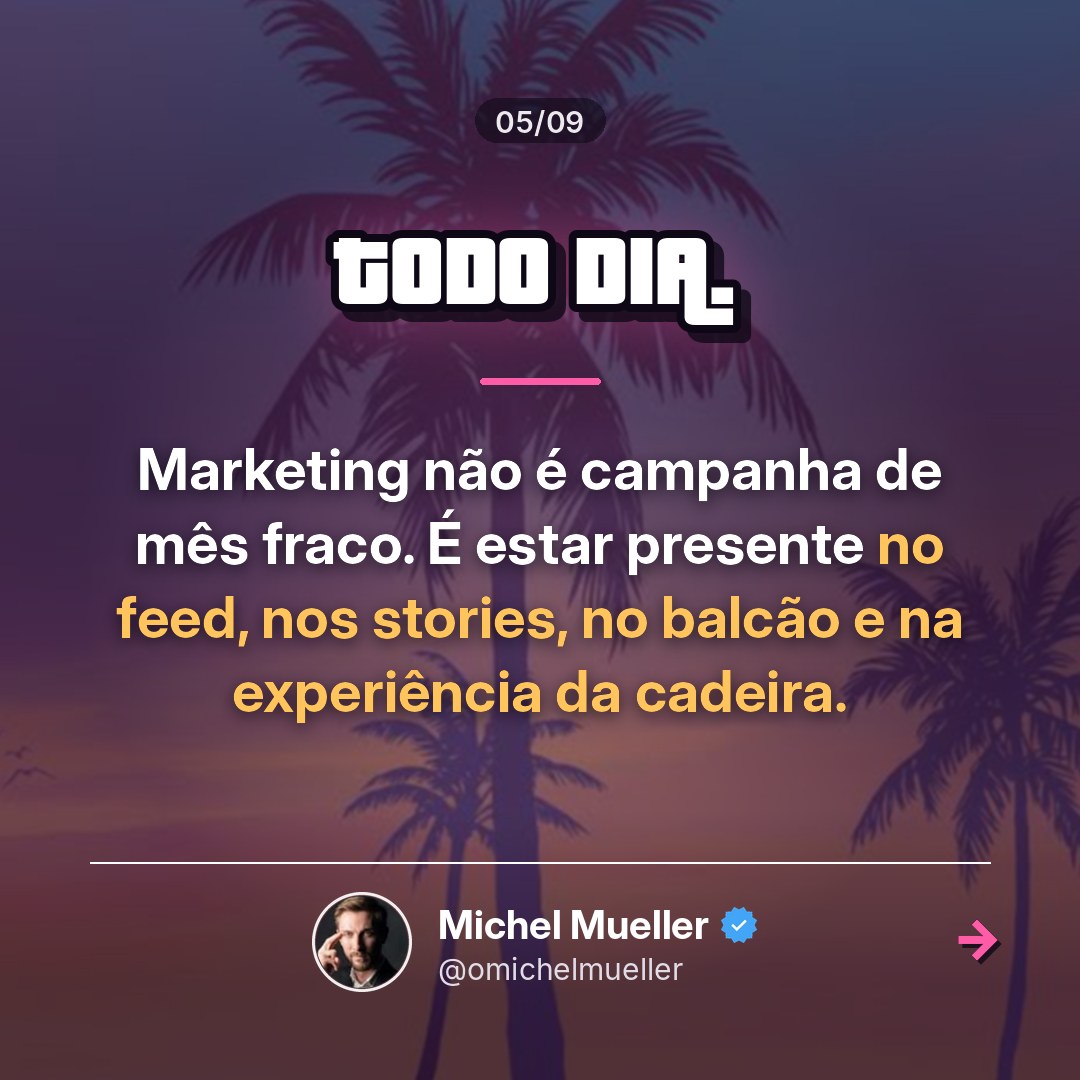 05/09
TODO DIA.
Marketing não é campanha de
mês fraco. É estar presente no
feed, nos stories, no balcão e na
experiência da cadeira.
Michel Mueller
@omichelmueller